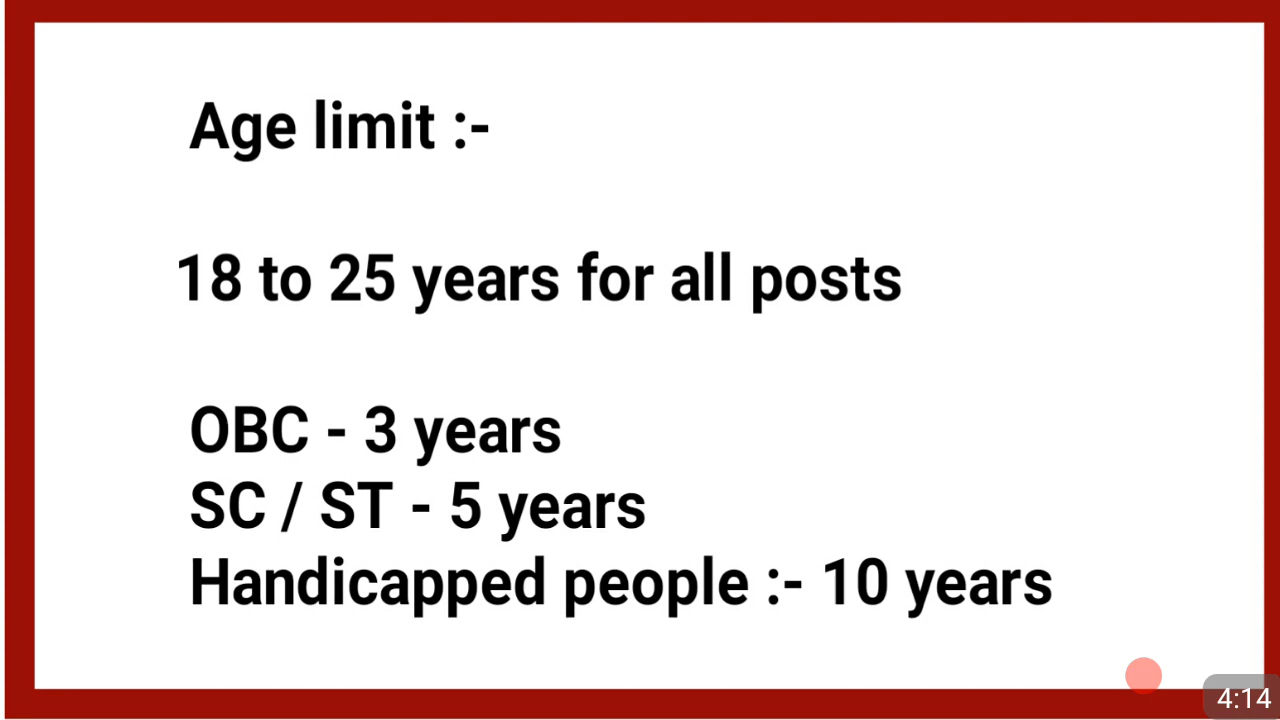 Age limit :-
18 to 25 years for all posts
OBC - 3 years
SC / ST - 5 years
Handicapped people :- 10 years
4:14